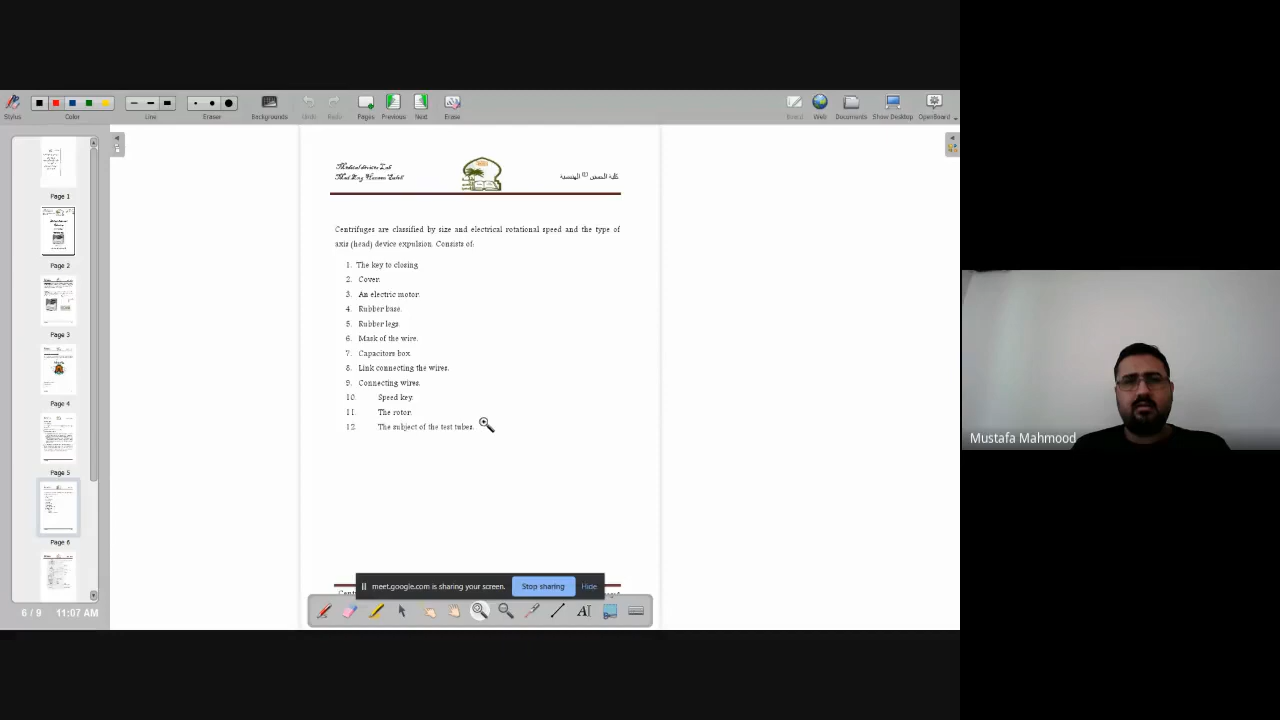 Stylus
Color
Line
Eraser
Backgrounds
Undo
Redo
Pages
Previous
Next
Erase
Board
Web
Documents
Show Desktop
OpenBoard
Page 1
Page 2
Page 3
Page 4
Page 5
Page 6
6 / 9 11:07 AM
Medical devices Lab
Centrifuges are classified by size and electrical rotational speed and the type of
axis (head) device expulsion. Consists of:
1. The key to closing
2. Cover.
3. An electric motor.
4. Rubber base.
5. Rubber legs
6. Mask of the wire.
7. Capacitors box
8. Link connecting the wires.
9. Connecting wires.
10. Speed key.
11. The rotor.
12. The subject of the test tubes.
meet.google.com is sharing your screen.
Stop sharing
Hide
Mustafa Mahmood